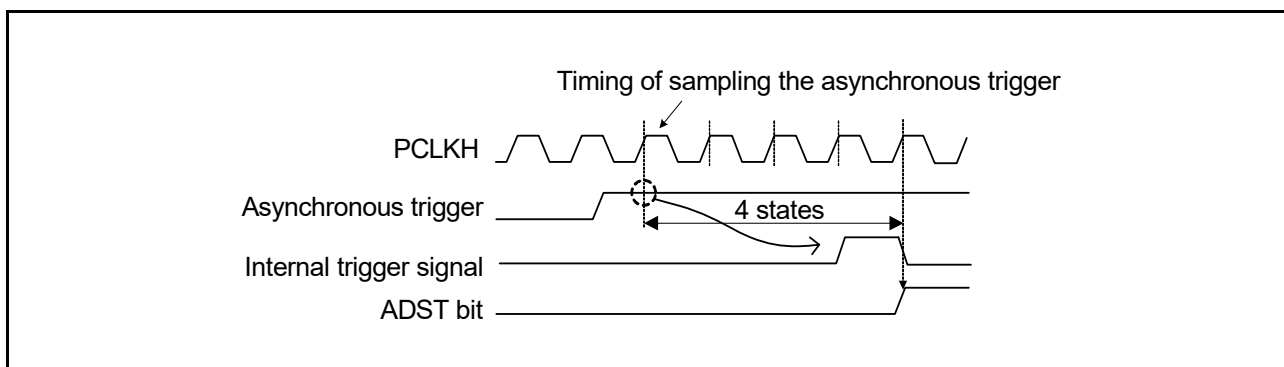 Timing of sampling the asynchronous trigger
PCLKH
Asynchronous trigger
4 states
Internal trigger signal
ADST bit